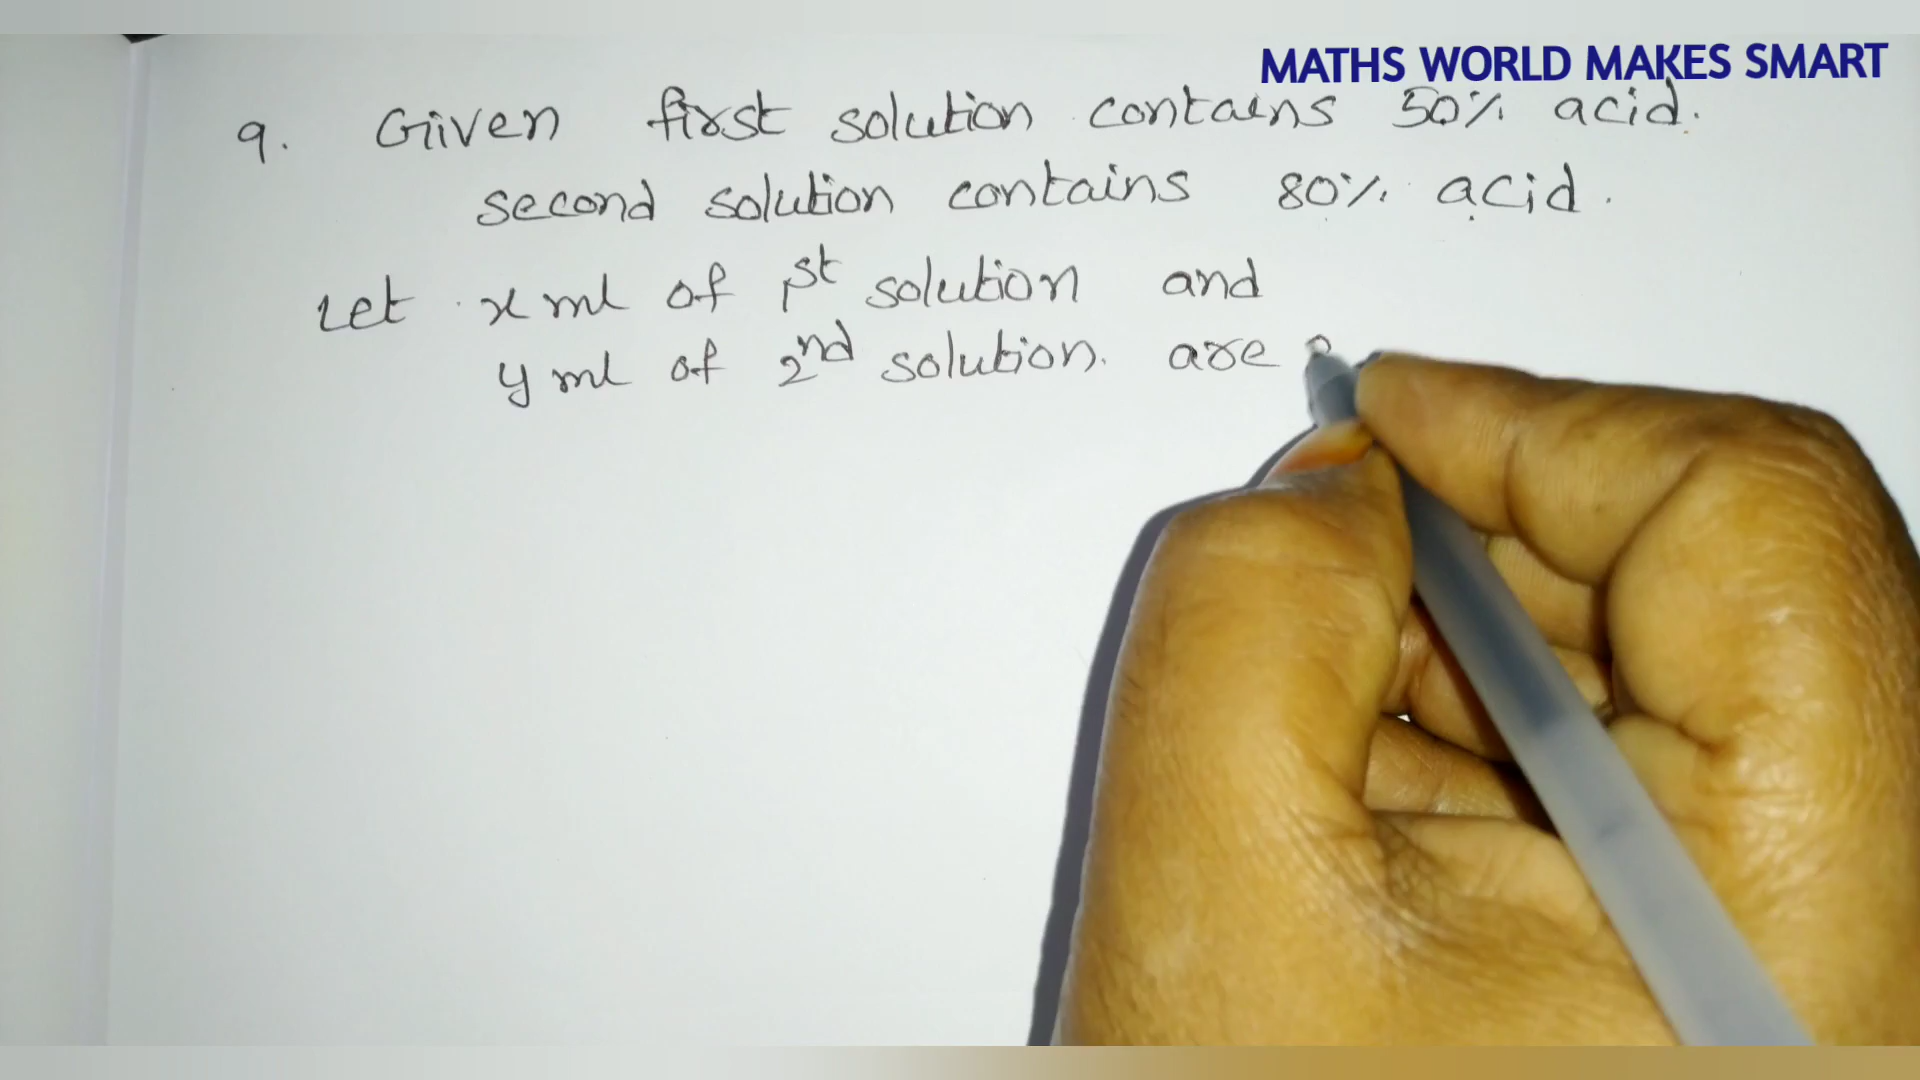 MATHS WORLD MAKES SMART
9. Given first solution contains 50% acid.
second solution contains 80% acid.
Let x ml of 1st solution and
y ml of 2nd solution. are